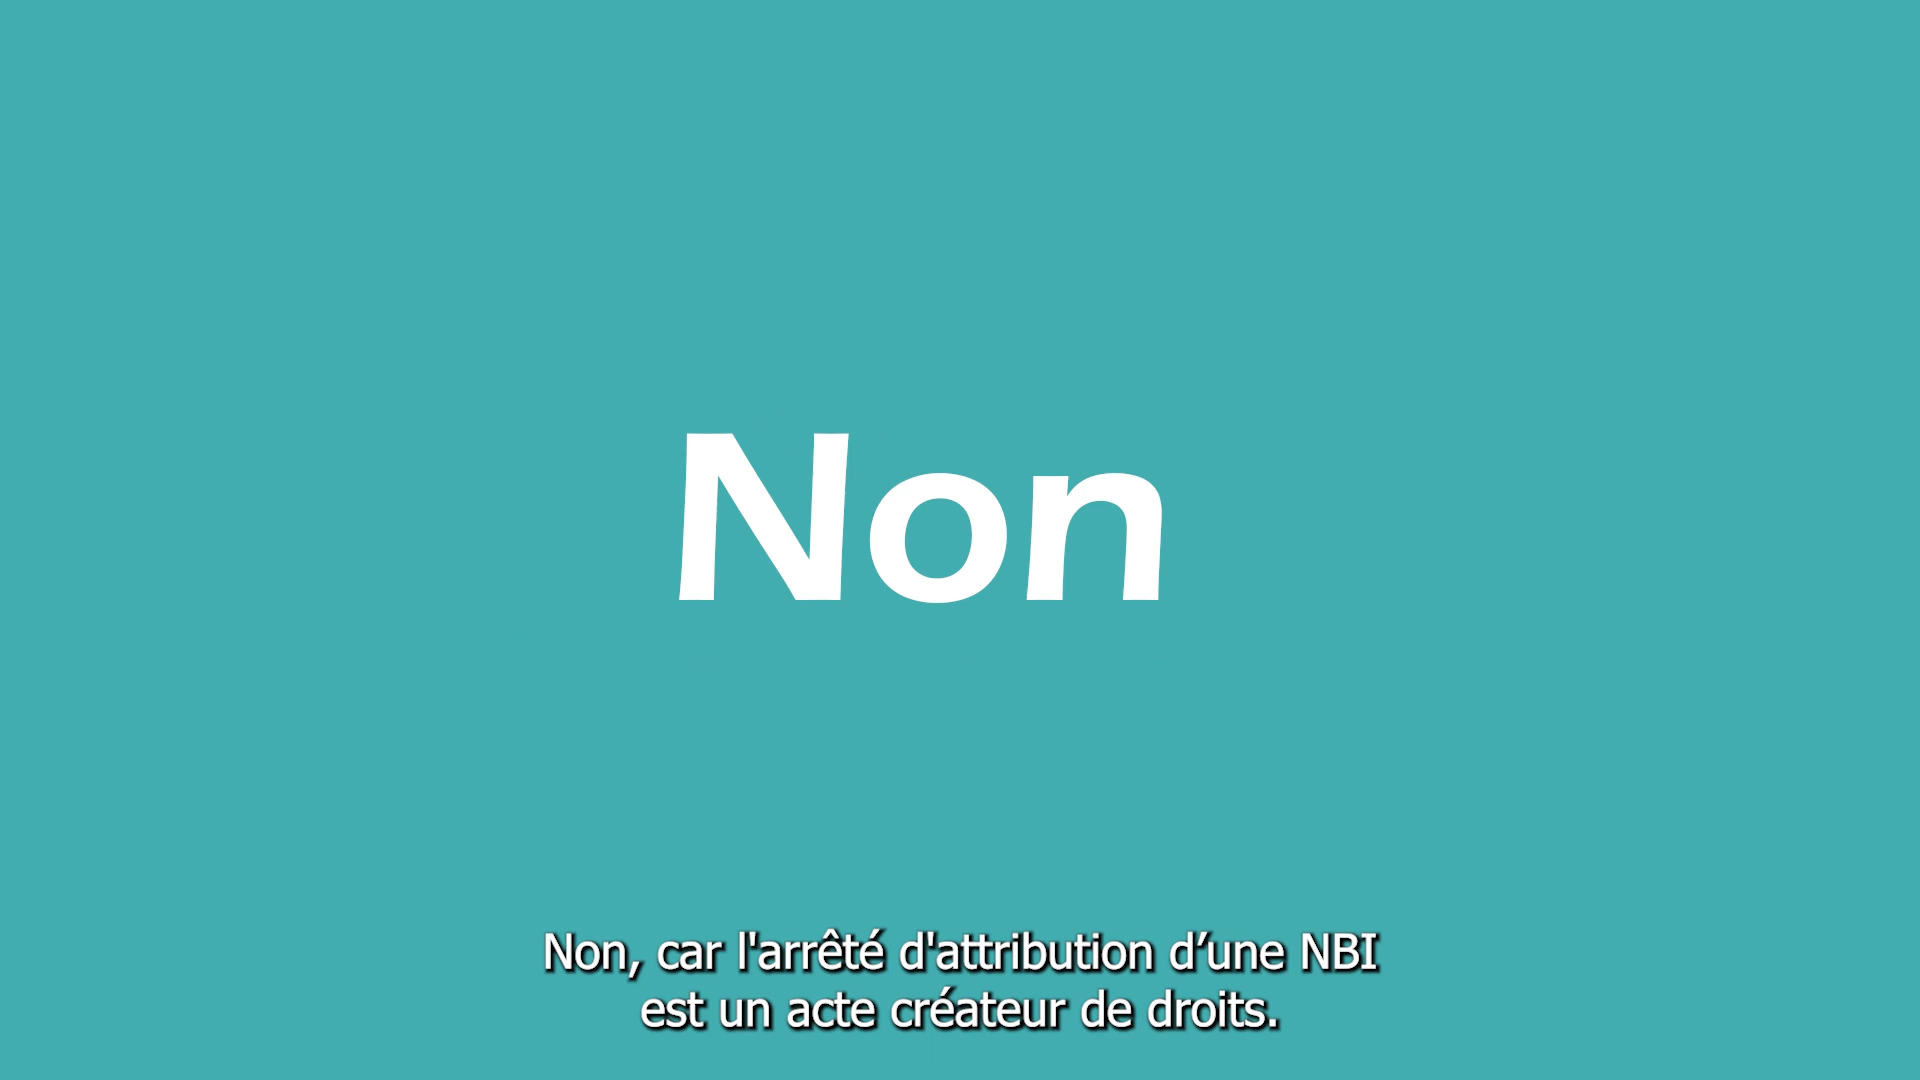 Non
Non, car l'arrêté d'attribution d’une NBI
est un acte créateur de droits.